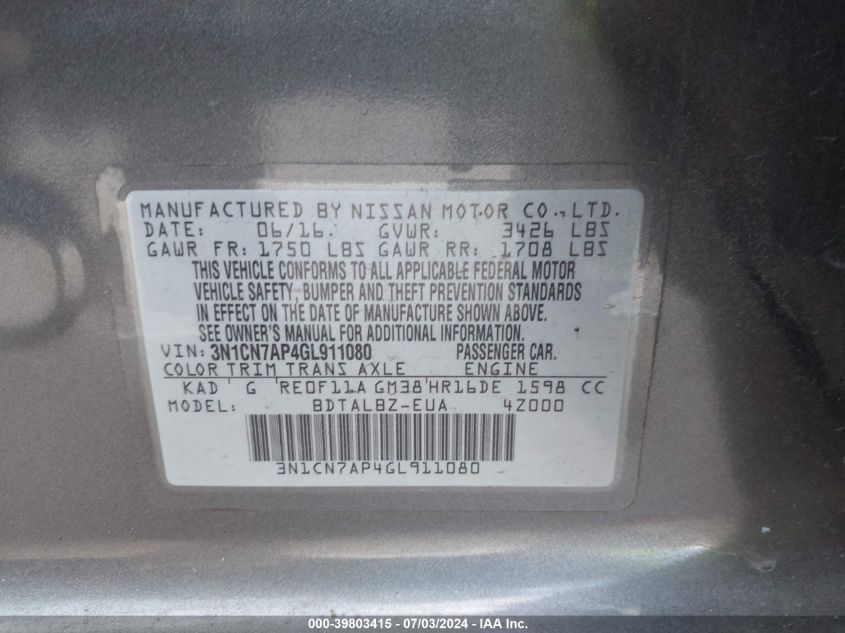 MANUFACTURED BY NISSAN MOTOR CO.,LTD.
DATE: 06/16. GVWR: 3426 LBS
GAWR FR: 1750 LBS GAWR RR: 1708 LBS
THIS VEHICLE CONFORMS TO ALL APPLICABLE FEDERAL MOTOR
VEHICLE SAFETY, BUMPER AND THEFT PREVENTION STANDARDS
IN EFFECT ON THE DATE OF MANUFACTURE SHOWN ABOVE.
SEE OWNER'S MANUAL FOR ADDITIONAL INFORMATION.
VIN: 3N1CN7AP4GL911080 PASSENGER CAR.
COLOR TRIM TRANS AXLE ENGINE
KAD G RE0F11A GM38 HR16DE 1598 CC
MODEL: BDTALBZ-EUA 4Z000
3N1CN7AP4GL911080
000-39803415 - 07/03/2024 - IAA, Inc.